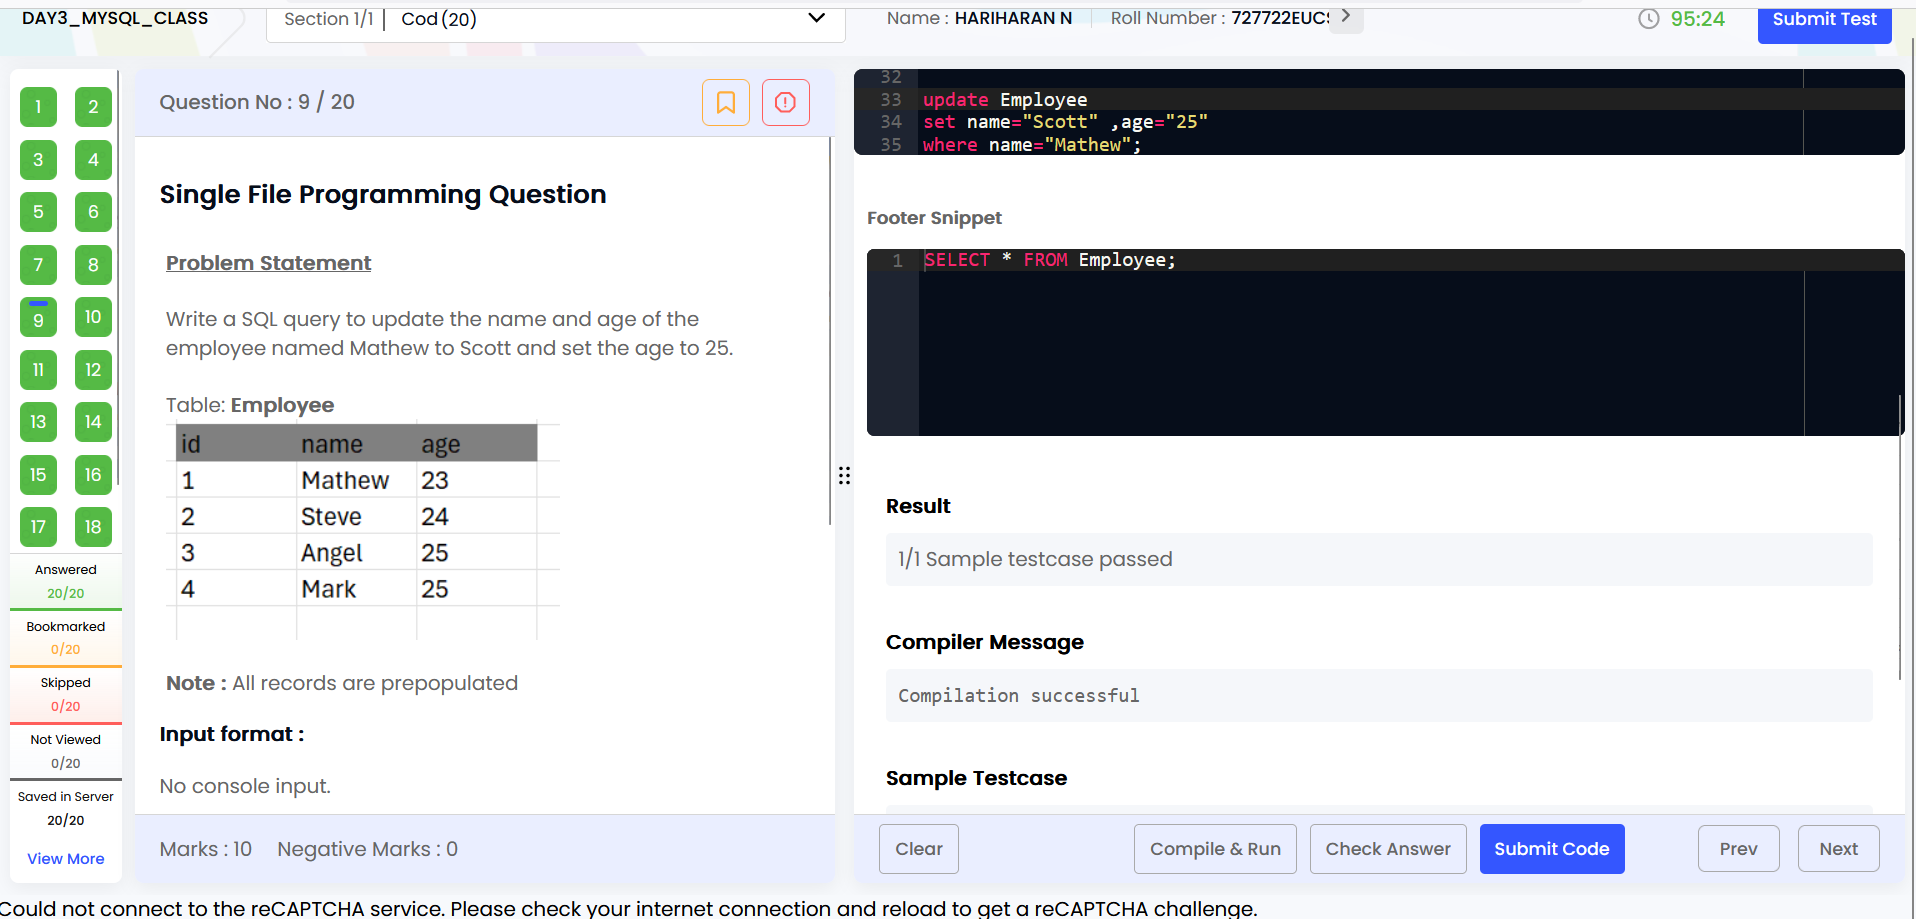 DAY3_MYSQL_CLASS
Section 1/1 | Cod (20)
Name : HARIHARAN N
Roll Number : 727722EUCS
95:24
Submit Test
1 2
3 4
5 6
7 8
9 10
11 12
13 14
15 16
17 18
Answered
20/20
Bookmarked
0/20
Skipped
0/20
Not Viewed
0/20
Saved in Server
20/20
View More
Question No : 9 / 20
Single File Programming Question
Problem Statement
Write a SQL query to update the name and age of the
employee named Mathew to Scott and set the age to 25.
Table: Employee
id name age
1 Mathew 23
2 Steve 24
3 Angel 25
4 Mark 25
Note : All records are prepopulated
Input format :
No console input.
Marks : 10 Negative Marks : 0
32
33 update Employee
34 set name="Scott" ,age="25"
35 where name="Mathew";
Footer Snippet
1 SELECT * FROM Employee;
Result
1/1 Sample testcase passed
Compiler Message
Compilation successful
Sample Testcase
Clear Compile & Run Check Answer Submit Code Prev Next
Could not connect to the reCAPTCHA service. Please check your internet connection and reload to get a reCAPTCHA challenge.